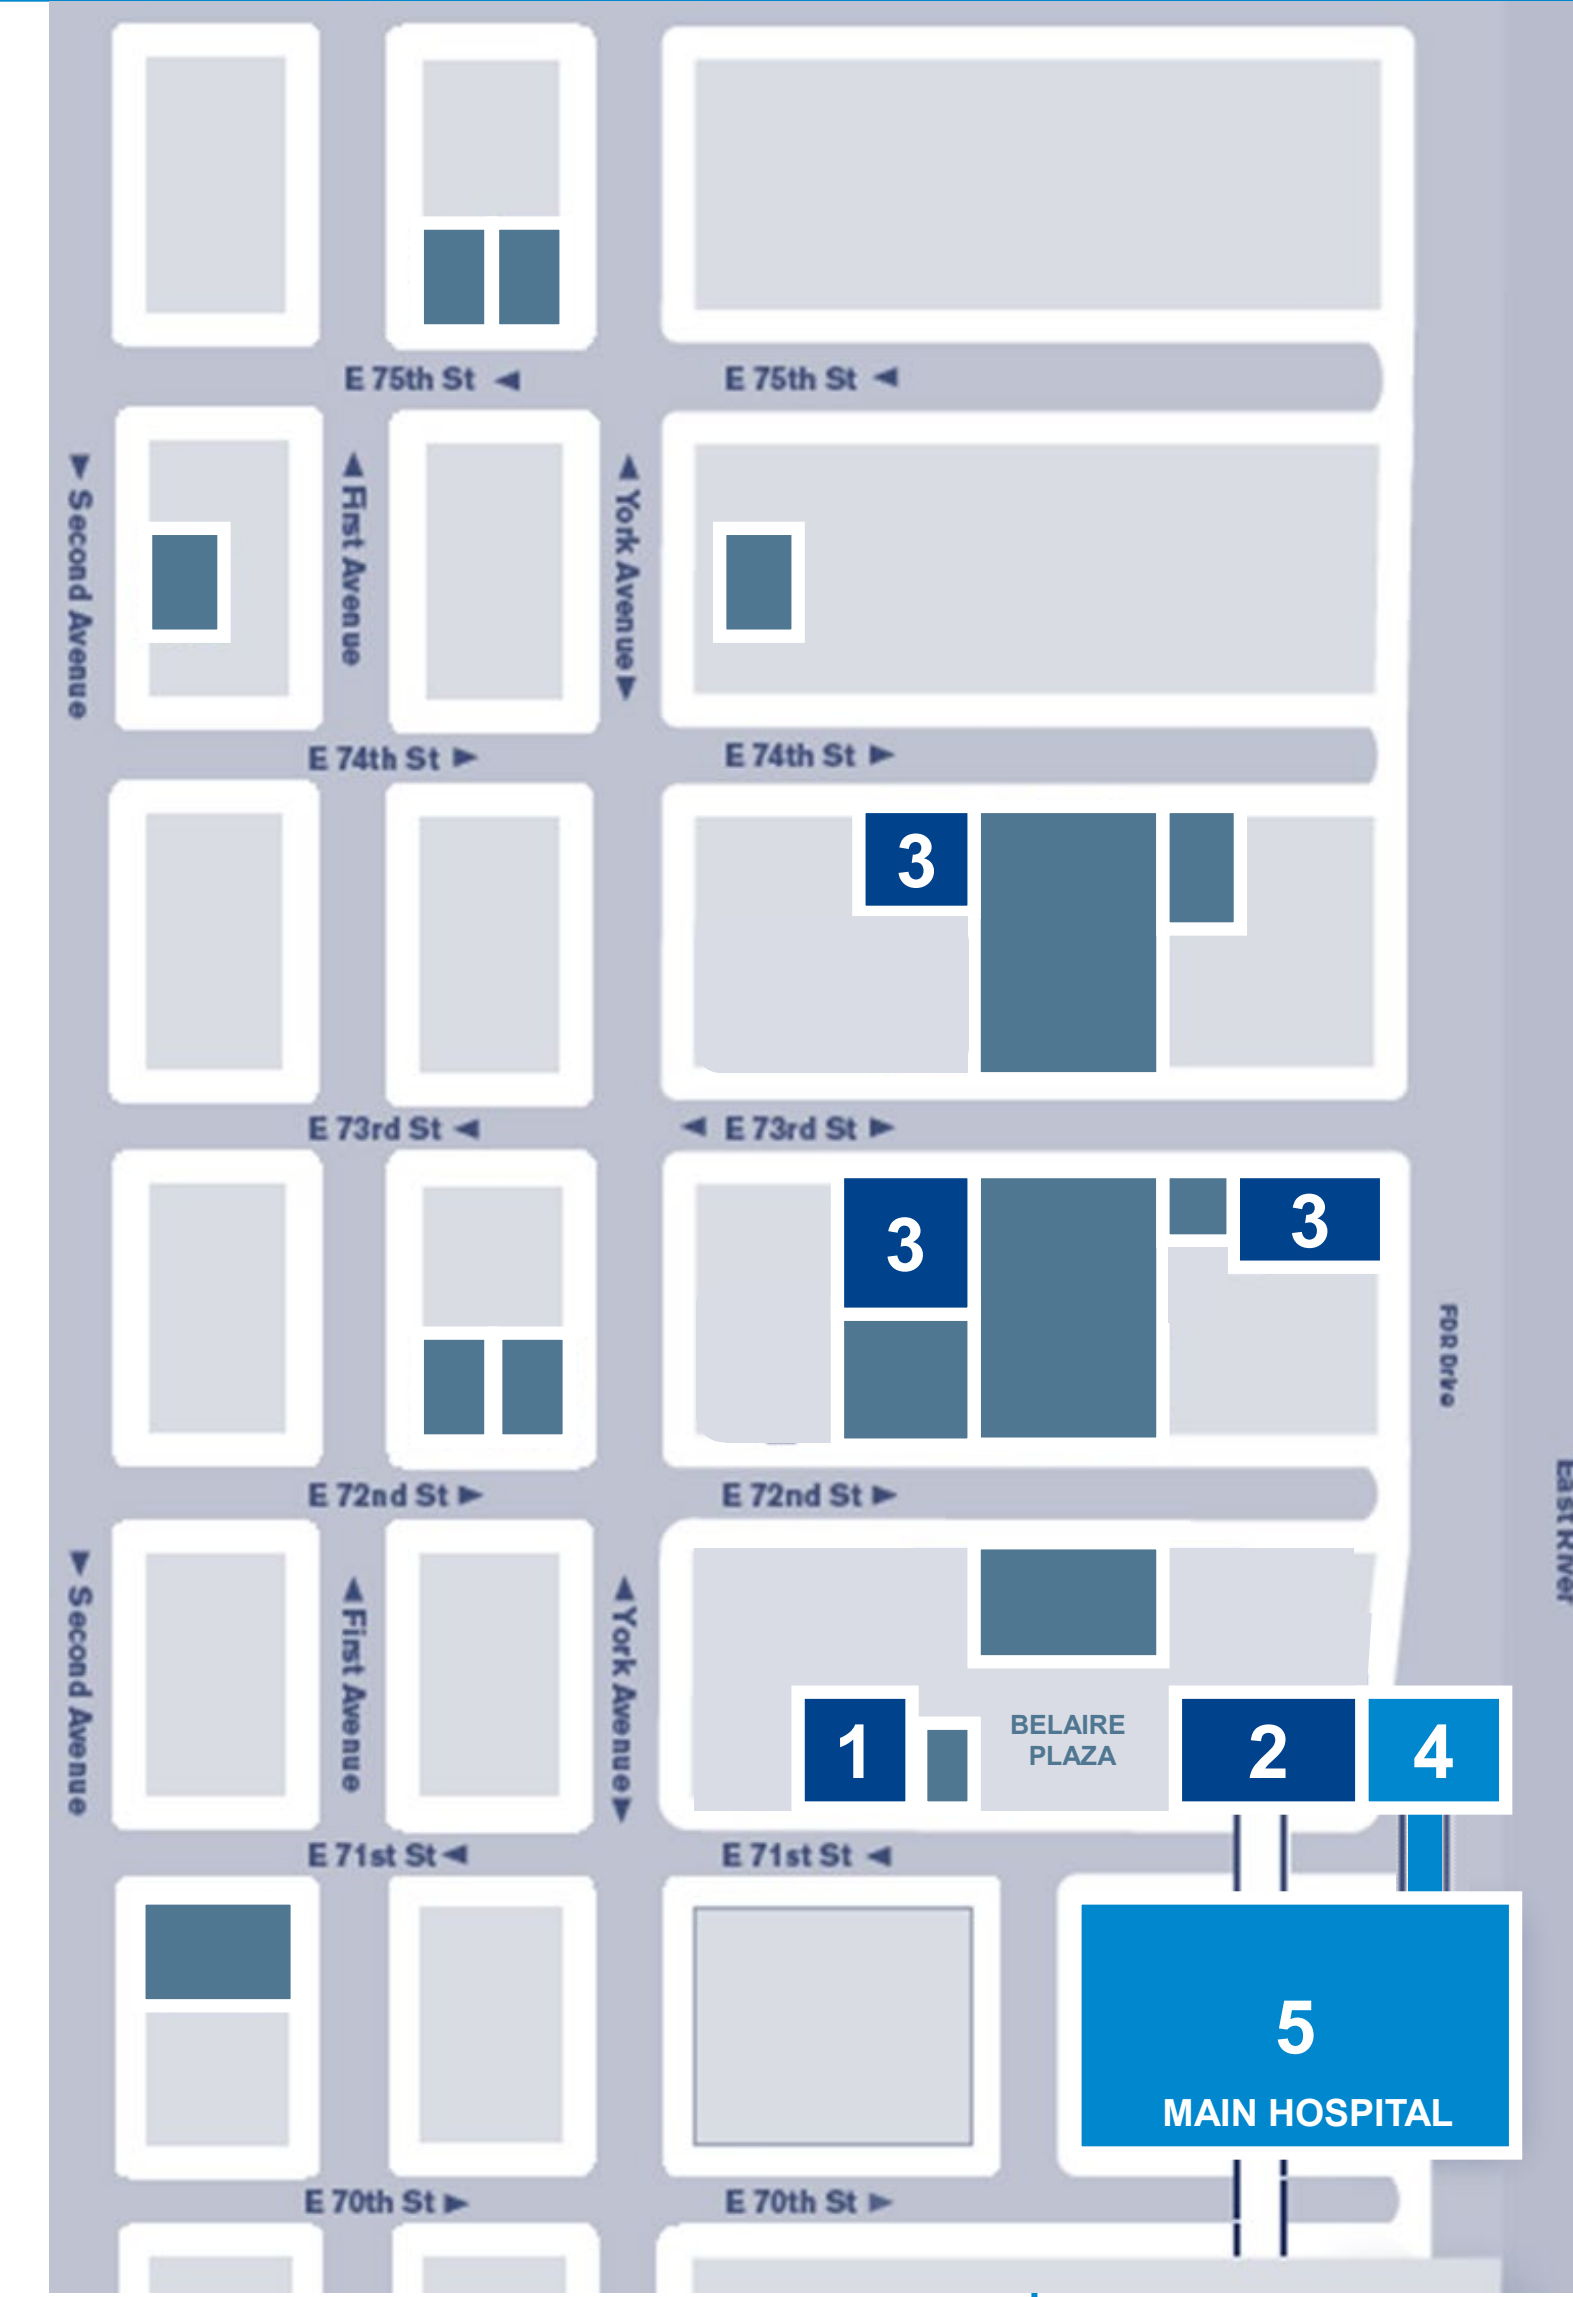 E 75th St
E 75th St
Second Avenue
First Avenue
York Avenue
E 74th St
E 74th St
3
E 73rd St
E 73rd St
3
3
FDR Drive
E 72nd St
E 72nd St
East River
Second Avenue
First Avenue
York Avenue
1
BELAIRE
PLAZA
2
4
E 71st St
E 71st St
5
MAIN HOSPITAL
E 70th St
E 70th St